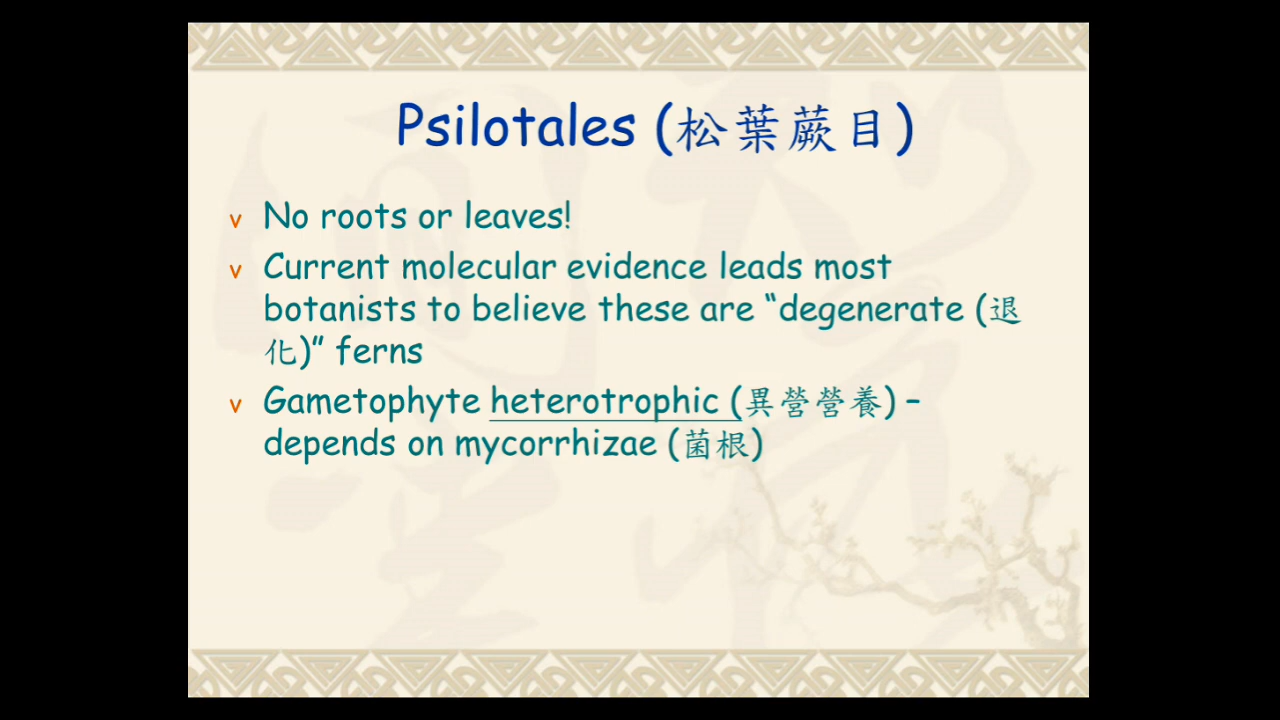 Psilotales (松葉蕨目)
v No roots or leaves!
v Current molecular evidence leads most
botanists to believe these are “degenerate (退
化)” ferns
v Gametophyte heterotrophic (異營營養) –
depends on mycorrhizae (菌根)